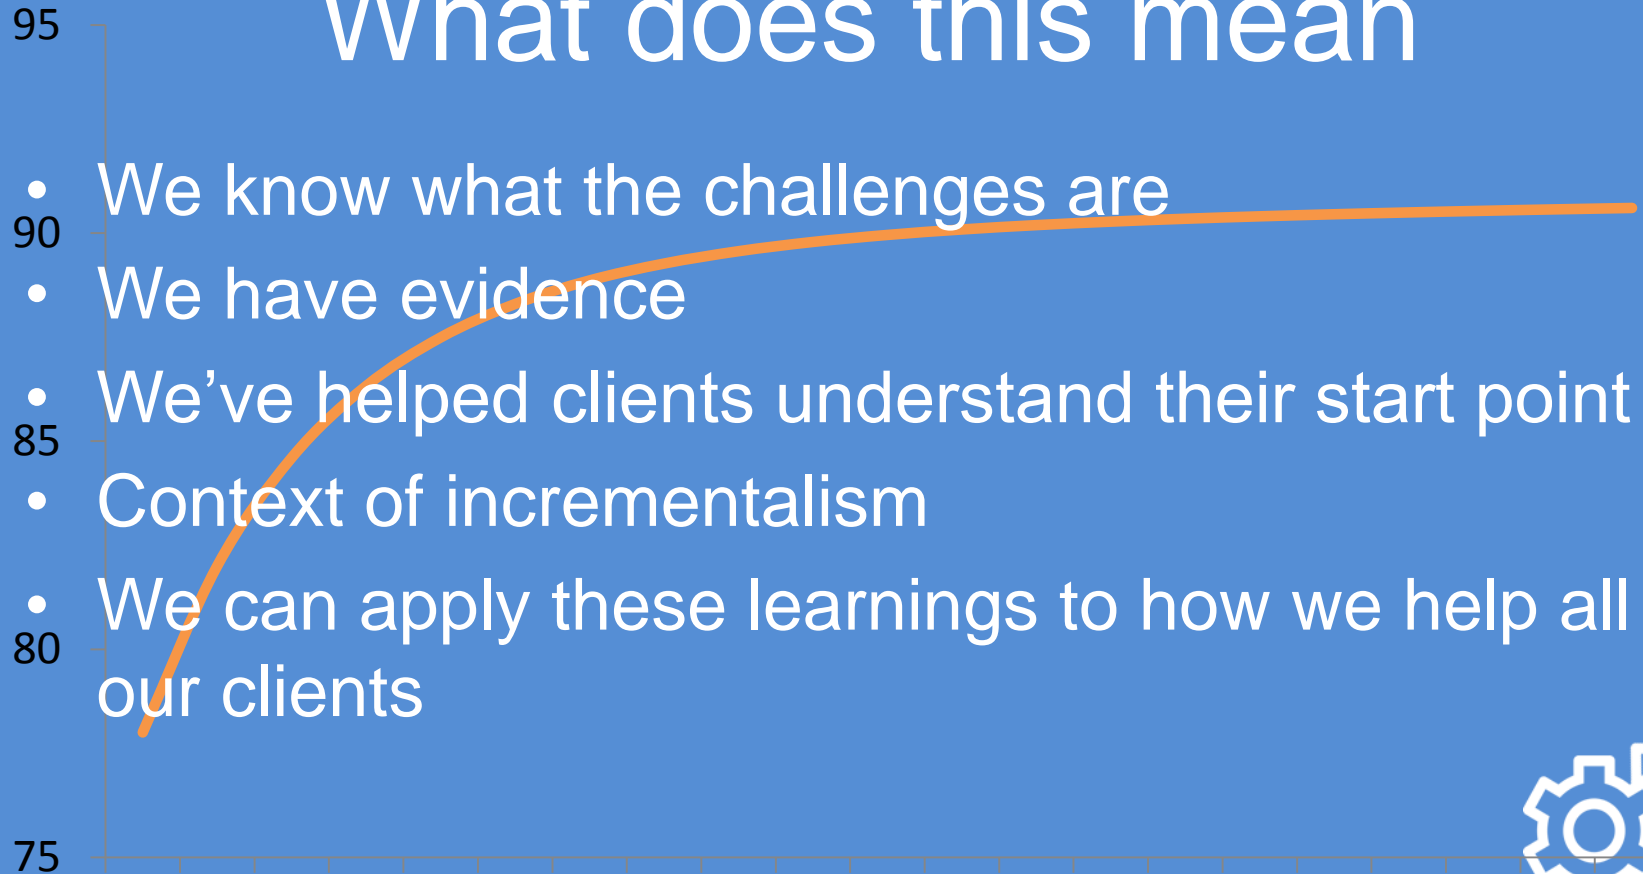 What does this mean
95
• We know what the challenges are
90
• We have evidence
• We’ve helped clients understand their start point
85
• Context of incrementalism
• We can apply these learnings to how we help all
80
our clients
75